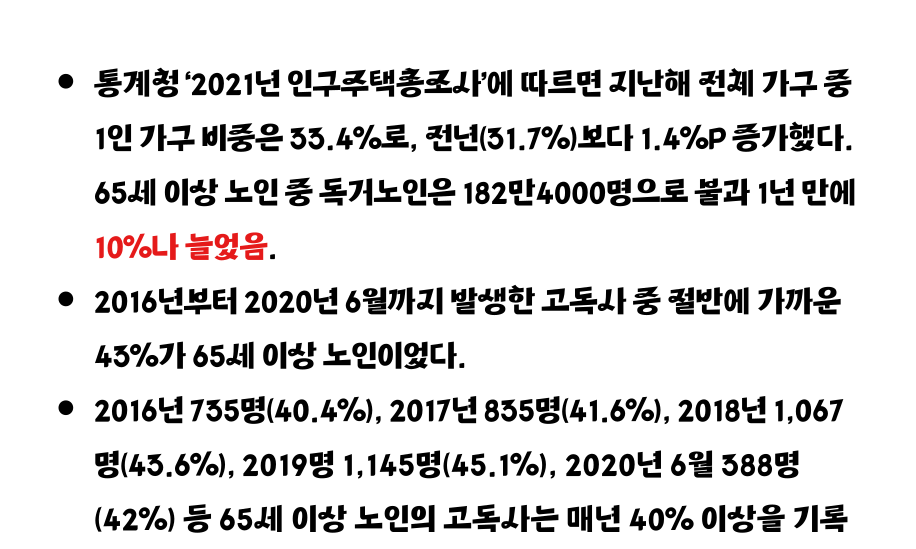 • 통계청 ‘2021년 인구주택총조사’에 따르면 지난해 전체 가구 중
1인 가구 비중은 33.4%로, 전년(31.7%)보다 1.4%P 증가했다.
65세 이상 노인 중 독거노인은 182만4000명으로 불과 1년 만에
10%나 늘었음.
• 2016년부터 2020년 6월까지 발생한 고독사 중 절반에 가까운
43%가 65세 이상 노인이었다.
• 2016년 735명(40.4%), 2017년 835명(41.6%), 2018년 1,067
명(43.6%), 2019명 1,145명(45.1%), 2020년 6월 388명
(42%) 등 65세 이상 노인의 고독사는 매년 40% 이상을 기록